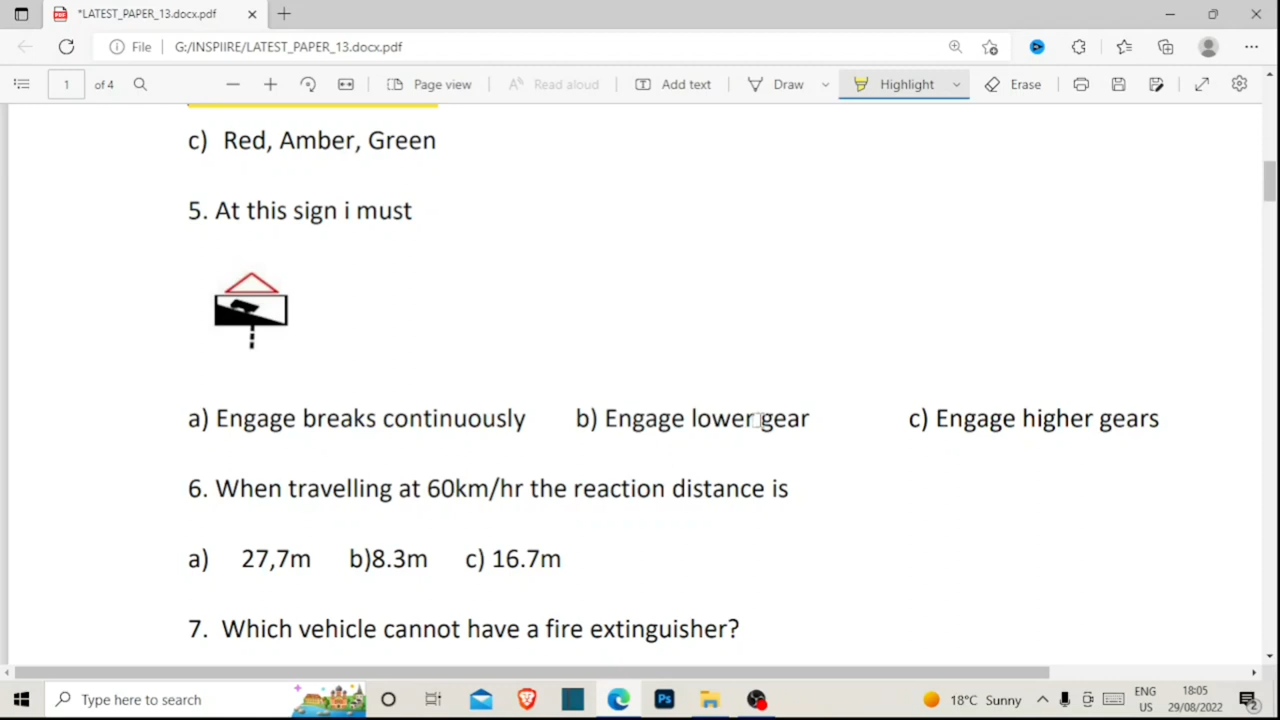 *LATEST_PAPER_13.docx.pdf
File
G:/INSPIIRE/LATEST_PAPER_13.docx.pdf
1
of 4
Page view
Read aloud
Add text
Draw
Highlight
Erase
c) Red, Amber, Green
5. At this sign i must
a) Engage breaks continuously b) Engage lower gear c) Engage higher gears
6. When travelling at 60km/hr the reaction distance is
a) 27,7m b)8.3m c) 16.7m
7. Which vehicle cannot have a fire extinguisher?
Type here to search
Ps
18°C Sunny
ENG
US
18:05
29/08/2022
2